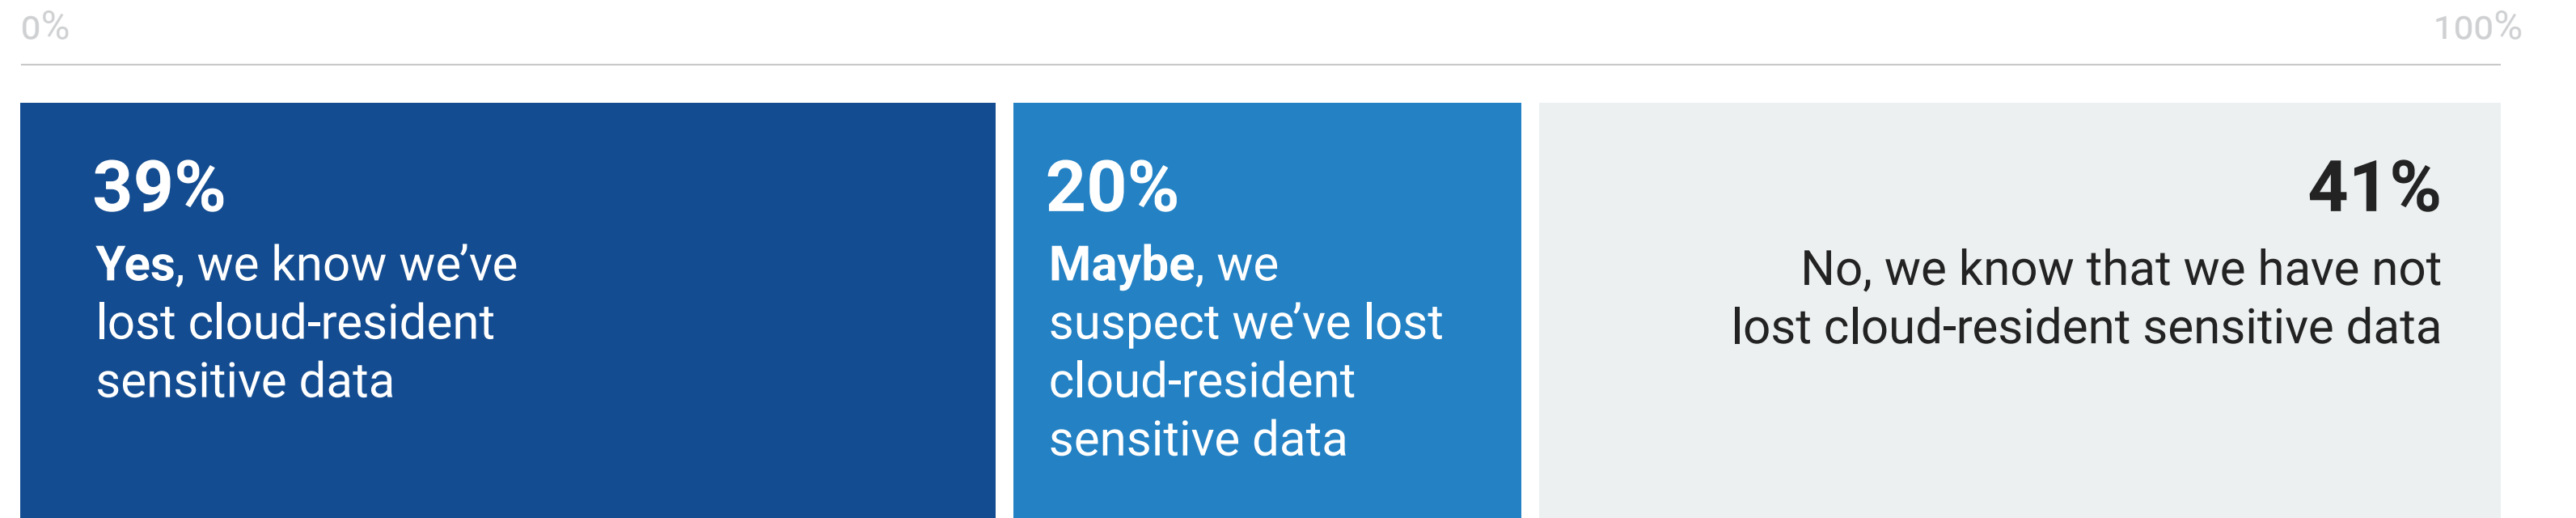 0%
100%
39%
Yes, we know we’ve
lost cloud-resident
sensitive data
20%
Maybe, we
suspect we’ve lost
cloud-resident
sensitive data
41%
No, we know that we have not
lost cloud-resident sensitive data